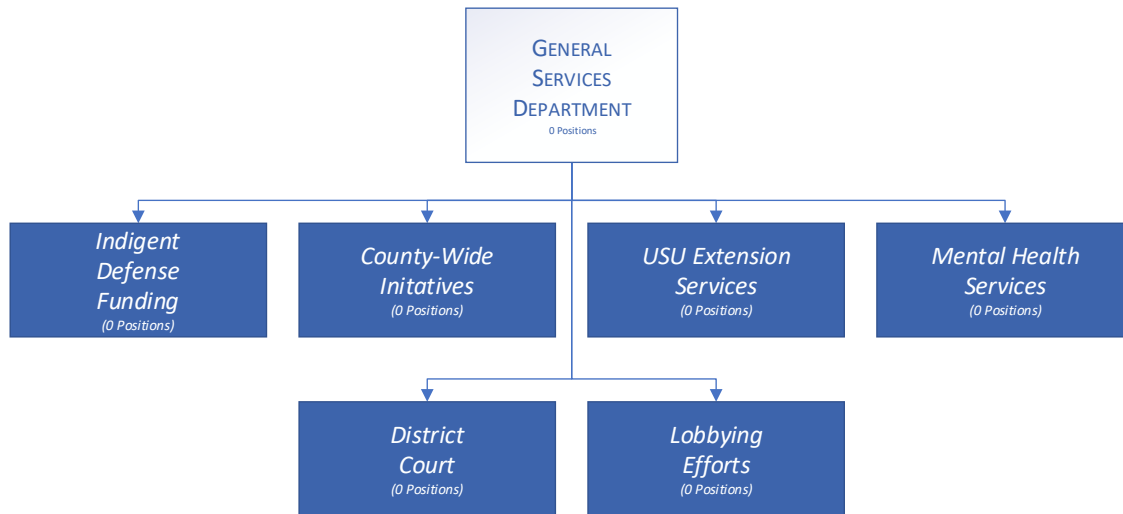 GENERAL
SERVICES
DEPARTMENT
0 Positions
Indigent
Defense
Funding
(0 Positions)
County-Wide
Initatives
(0 Positions)
USU Extension
Services
(0 Positions)
Mental Health
Services
(0 Positions)
District
Court
(0 Positions)
Lobbying
Efforts
(0 Positions)